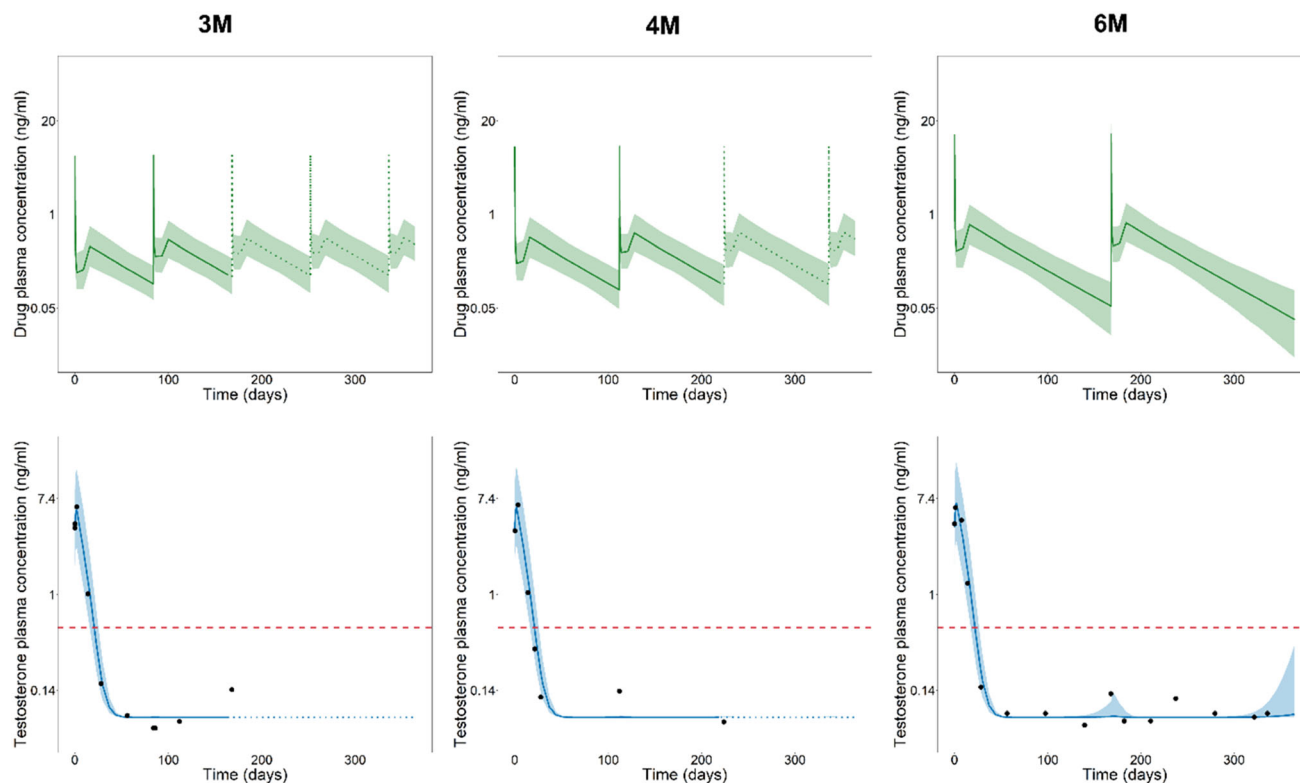 3M
4M
6M
Drug plasma concentration (ng/ml)
20
1
0.05
0
100
200
300
Time (days)
Drug plasma concentration (ng/ml)
20
1
0.05
0
100
200
300
Time (days)
Drug plasma concentration (ng/ml)
20
1
0.05
0
100
200
300
Time (days)
Testosterone plasma concentration (ng/ml)
7.4
1
0.14
0
100
200
300
Time (days)
Testosterone plasma concentration (ng/ml)
7.4
1
0.14
0
100
200
300
Time (days)
Testosterone plasma concentration (ng/ml)
7.4
1
0.14
0
100
200
300
Time (days)